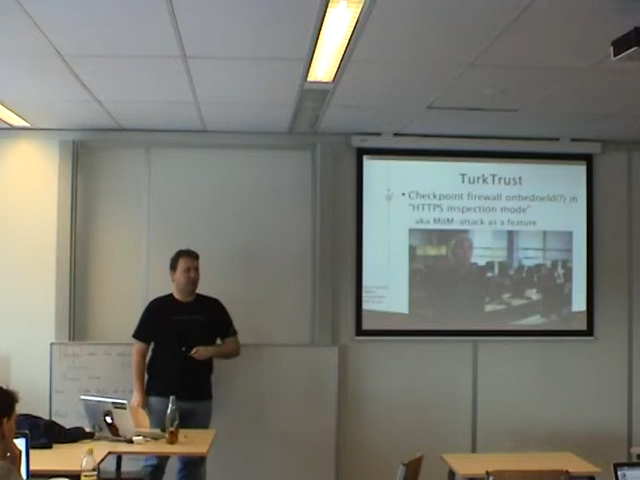 TurkTrust
• Checkpoint firewall onbedoeld(?) in
"HTTPS inspection mode"
aka MitM-attack as a feature